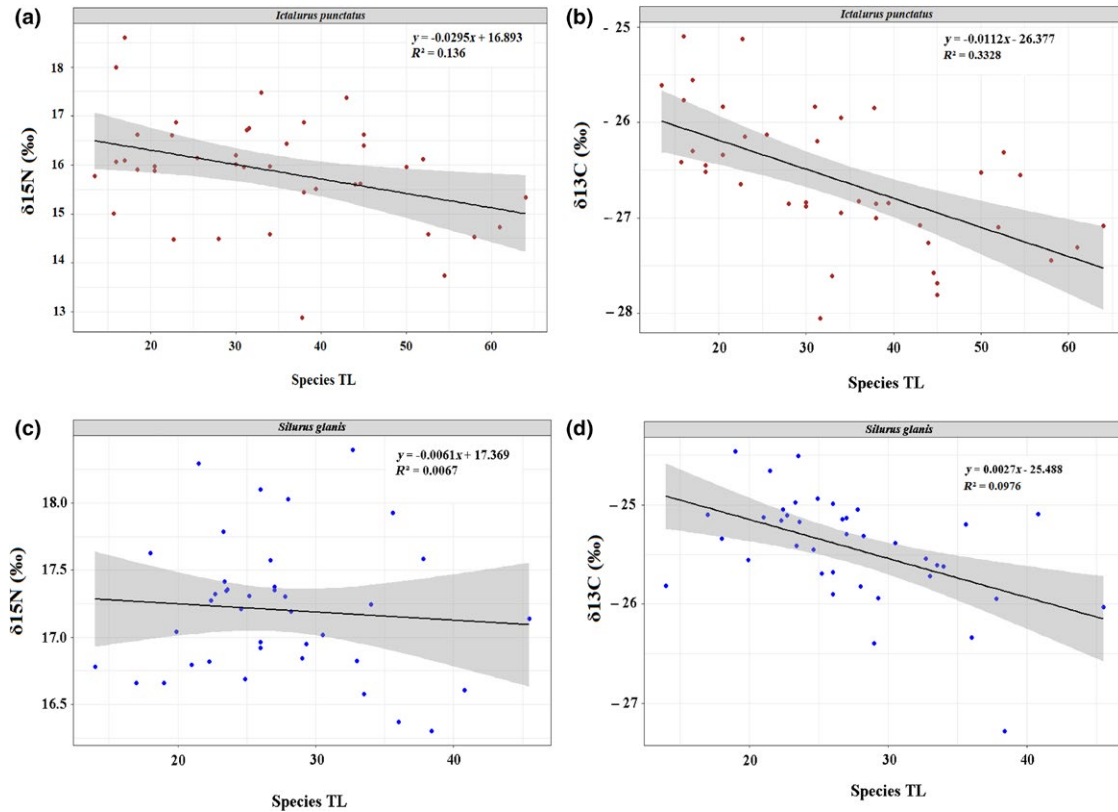 (a)
Ictalurus punctatus
y = -0.0295x + 16.893
R² = 0.136
δ15N (‰)
18
17
16
15
14
13
20 30 40 50 60
Species TL
(b)
Ictalurus punctatus
y = -0.0112x - 26.377
R² = 0.3328
δ13C (‰)
-25
-26
-27
-28
20 30 40 50 60
Species TL
(c)
Silurus glanis
y = -0.0061x + 17.369
R² = 0.0067
δ15N (‰)
18.0
17.5
17.0
16.5
20 30 40
Species TL
(d)
Silurus glanis
y = 0.0027x - 25.488
R² = 0.0976
δ13C (‰)
-25
-26
-27
20 30 40
Species TL